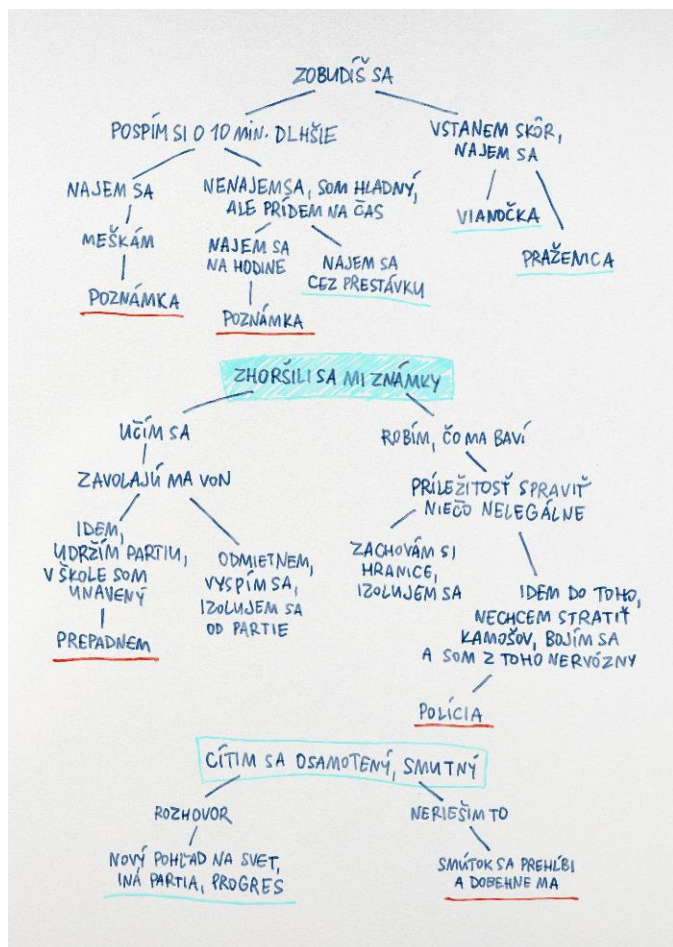 ZOBUDÍŠ SA
POSPÍM SI O 10 MIN. DLHŠIE
VSTANEM SKÔR,
NAJEM SA
NAJEM SA
NENAJEM SA, SOM HLADNÝ,
ALE PRÍDEM NA ČAS
VIANOČKA
PRAŽENICA
MEŠKÁM
NAJEM SA
NA HODINE
NAJEM SA
CEZ PŘESTÁVKU
POZNÁMKA
POZNÁMKA
ZHORŠILI SA MI ZNÁMKY
UČÍM SA
ROBÍM, ČO MA BAVÍ
ZAVOLAJÚ MA VON
PRÍLEŽITOSŤ SPRAVIŤ
NIEČO NELEGÁLNE
IDEM,
UDRŽÍM PARTIU,
V ŠKOLE SOM
UNAVENÝ
ODMIETNEM,
VYSPÍM SA,
IZOLUJEM SA
OD PARTIE
ZACHOVÁM SI
HRANICE,
IZOLUJEM SA
IDEM DO TOHO,
NECHCEM STRATIŤ
KAMOŠOV, BOJÍM SA
A SOM Z TOHO NERVÓZNY
PREPADNEM
POLÍCIA
CÍTIM SA OSAMOTENÝ, SMUTNÝ
ROZHOVOR
NERIEŠIM TO
NOVÝ POHĽAD NA SVET,
INÁ PARTIA, PROGRES
SMÚTOK SA PREHĹBI
A DOBEHNE MA